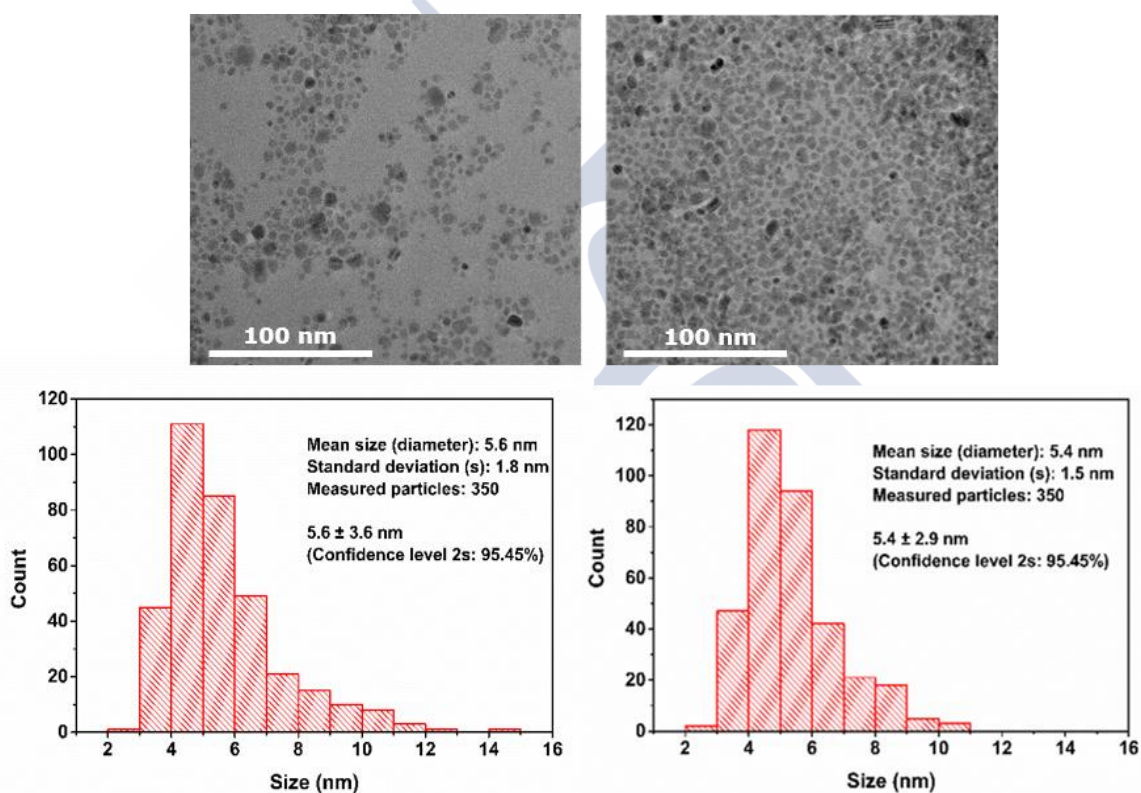 100 nm
100 nm
120
100
80
60
40
20
0
Count
Mean size (diameter): 5.6 nm
Standard deviation (s): 1.8 nm
Measured particles: 350
5.6 ± 3.6 nm
(Confidence level 2s: 95.45%)
2 4 6 8 10 12 14 16
Size (nm)
120
100
80
60
40
20
0
Count
Mean size (diameter): 5.4 nm
Standard deviation (s): 1.5 nm
Measured particles: 350
5.4 ± 2.9 nm
(Confidence level 2s: 95.45%)
2 4 6 8 10 12 14 16
Size (nm)